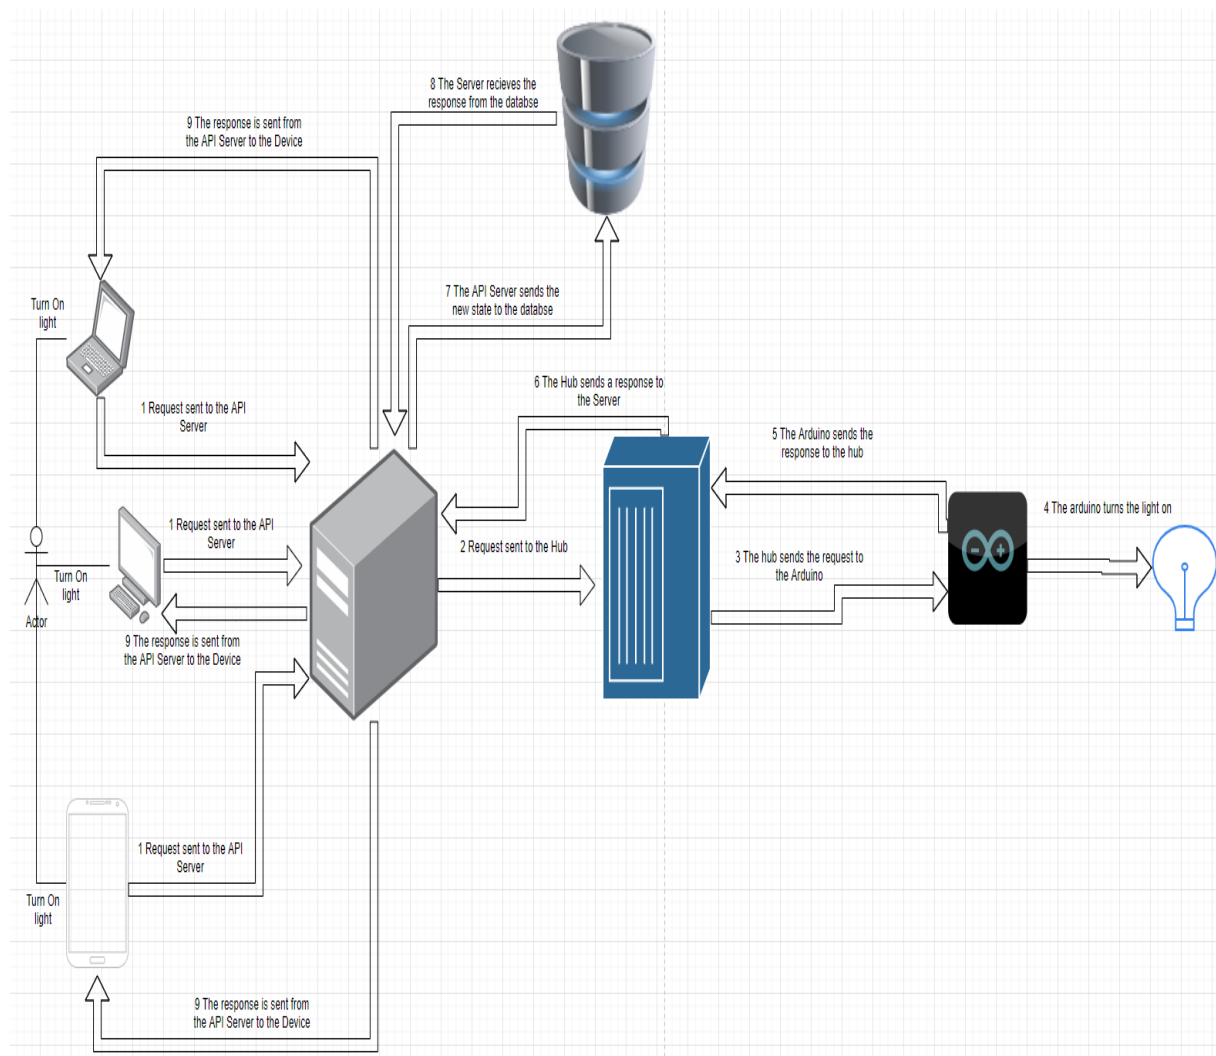 8 The Server recieves the
response from the databse
9 The response is sent from
the API Server to the Device
7 The API Server sends the
new state to the databse
Turn On
light
6 The Hub sends a response to
the Server
1 Request sent to the API
Server
5 The Arduino sends the
response to the hub
4 The arduino turns the light on
1 Request sent to the API
Server
2 Request sent to the Hub
3 The hub sends the request to
the Arduino
Turn On
light
Actor
9 The response is sent from
the API Server to the Device
1 Request sent to the API
Server
Turn On
light
9 The response is sent from
the API Server to the Device